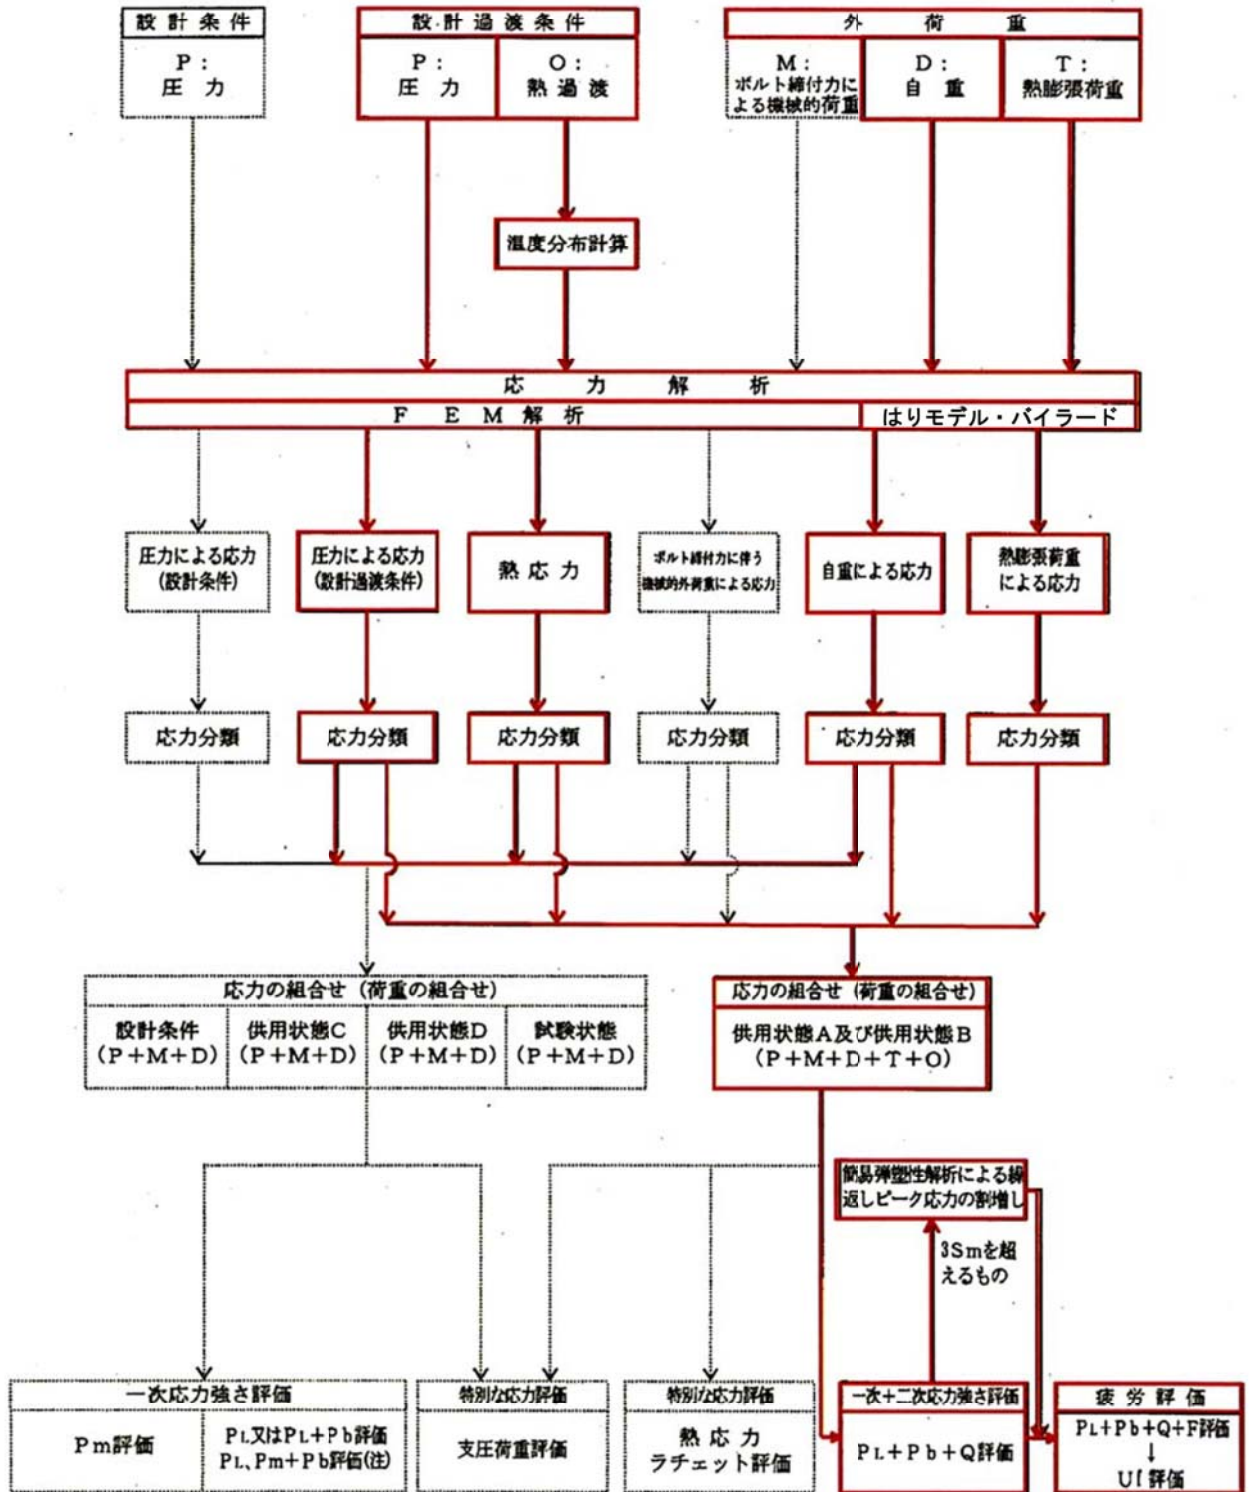 設計条件
P：
圧力
設計過渡条件
P：
圧力
O：
熱過渡
外荷重
M：
ボルト締付力に
よる機械的荷重
D：
自重
T：
熱膨張荷重
温度分布計算
応力解析
FEM解析
はりモデル・バイラード
圧力による応力
(設計条件)
圧力による応力
(設計過渡条件)
熱応力
ボルト締付力に伴う
機械的外荷重による応力
自重による応力
熱膨張荷重
による応力
応力分類
応力分類
応力分類
応力分類
応力分類
応力分類
応力の組合せ（荷重の組合せ）
設計条件
(P+M+D)
供用状態C
(P+M+D)
供用状態D
(P+M+D)
試験状態
(P+M+D)
応力の組合せ（荷重の組合せ）
供用状態A及び供用状態B
(P+M+D+T+O)
簡易弾塑性解析による繰
返しピーク応力の割増し
3Smを超
えるもの
一次応力強さ評価
Pm評価
PL又はPL+Pb評価
PL、Pm+Pb評価(注)
特別な応力評価
支圧荷重評価
特別な応力評価
熱応力
ラチェット評価
一次+二次応力強さ評価
PL+Pb+Q評価
疲労評価
PL+Pb+Q+F評価
↓
Uf評価